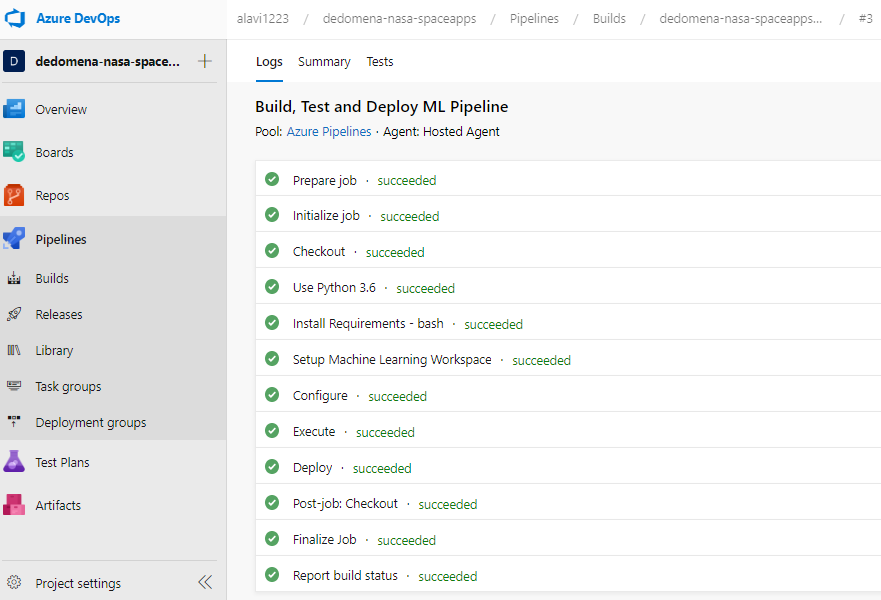 Azure DevOps
alavi1223 / dedomena-nasa-spaceapps / Pipelines / Builds / dedomena-nasa-spaceapps... / #3
D dedomena-nasa-space... +
Overview
Boards
Repos
Pipelines
Builds
Releases
Library
Task groups
Deployment groups
Test Plans
Artifacts
Project settings
Logs Summary Tests
Build, Test and Deploy ML Pipeline
Pool: Azure Pipelines · Agent: Hosted Agent
Prepare job · succeeded
Initialize job · succeeded
Checkout · succeeded
Use Python 3.6 · succeeded
Install Requirements - bash · succeeded
Setup Machine Learning Workspace · succeeded
Configure · succeeded
Execute · succeeded
Deploy · succeeded
Post-job: Checkout · succeeded
Finalize Job · succeeded
Report build status · succeeded